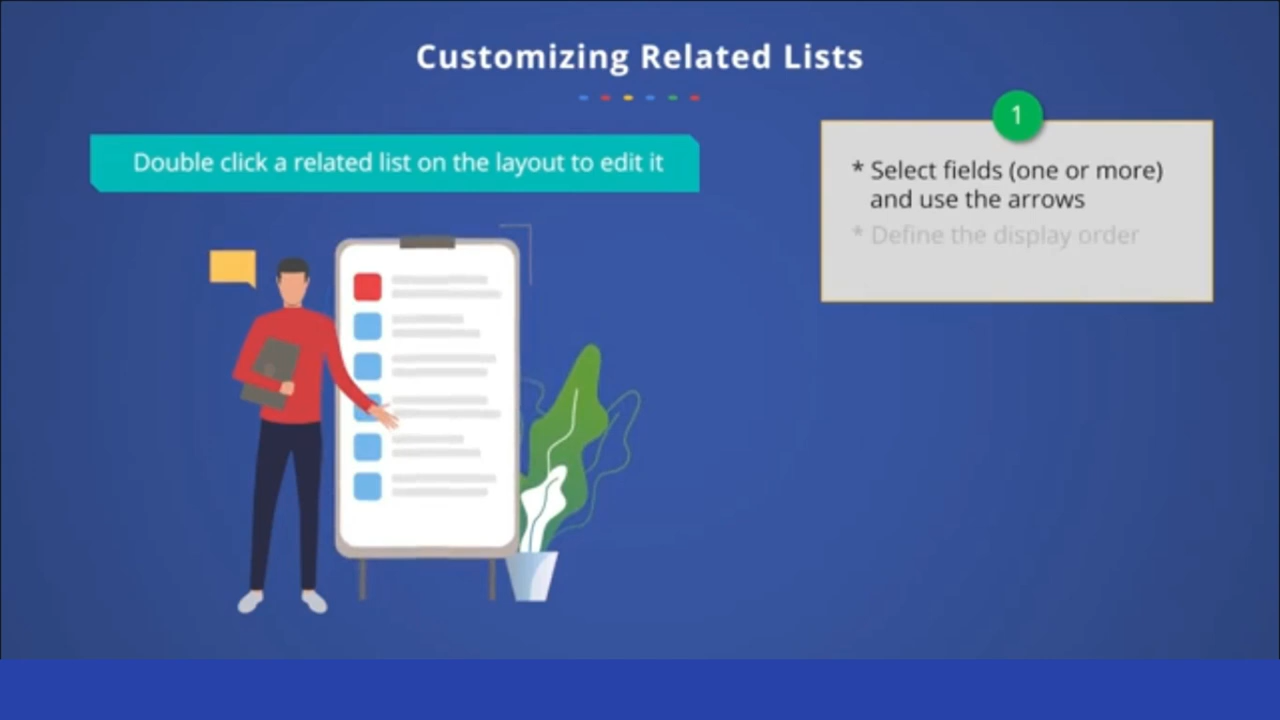 Customizing Related Lists
Double click a related list on the layout to edit it
1
* Select fields (one or more)
and use the arrows
* Define the display order